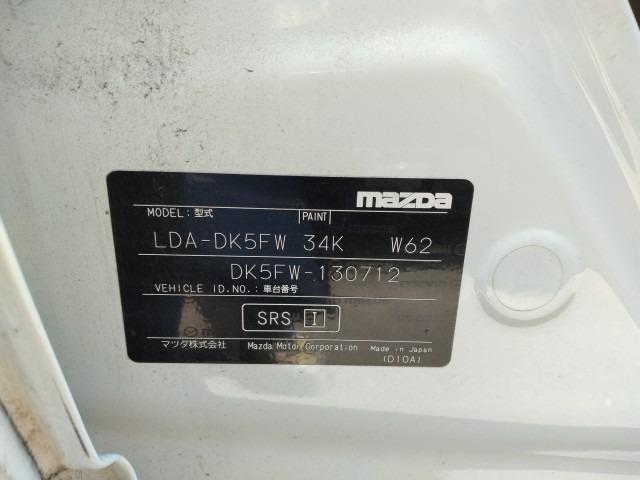 mazda
MODEL:型式 PAINT
LDA-DK5FW 34K W62
DK5FW-130712
VEHICLE ID.NO.:車台番号
SRS I
マツダ株式会社 Mazda Motor Corporation Made in Japan
(D10A)